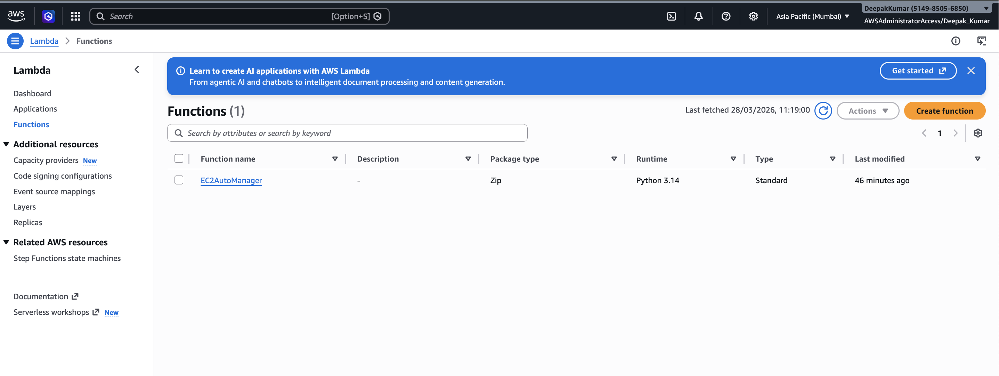 aws
Search
[Option+S]
Asia Pacific (Mumbai)
DeepakKumar (5149-8505-6850)
AWSAdministratorAccess/Deepak_Kumar
Lambda
Functions
Lambda
Dashboard
Applications
Functions
Additional resources
Capacity providers New
Code signing configurations
Event source mappings
Layers
Replicas
Related AWS resources
Step Functions state machines
Documentation
Serverless workshops New
Learn to create AI applications with AWS Lambda
From agentic AI and chatbots to intelligent document processing and content generation.
Get started
Functions (1)
Last fetched 28/03/2026, 11:19:00
Actions
Create function
Search by attributes or search by keyword
1
Function name Description Package type Runtime Type Last modified
EC2AutoManager - Zip Python 3.14 Standard 46 minutes ago